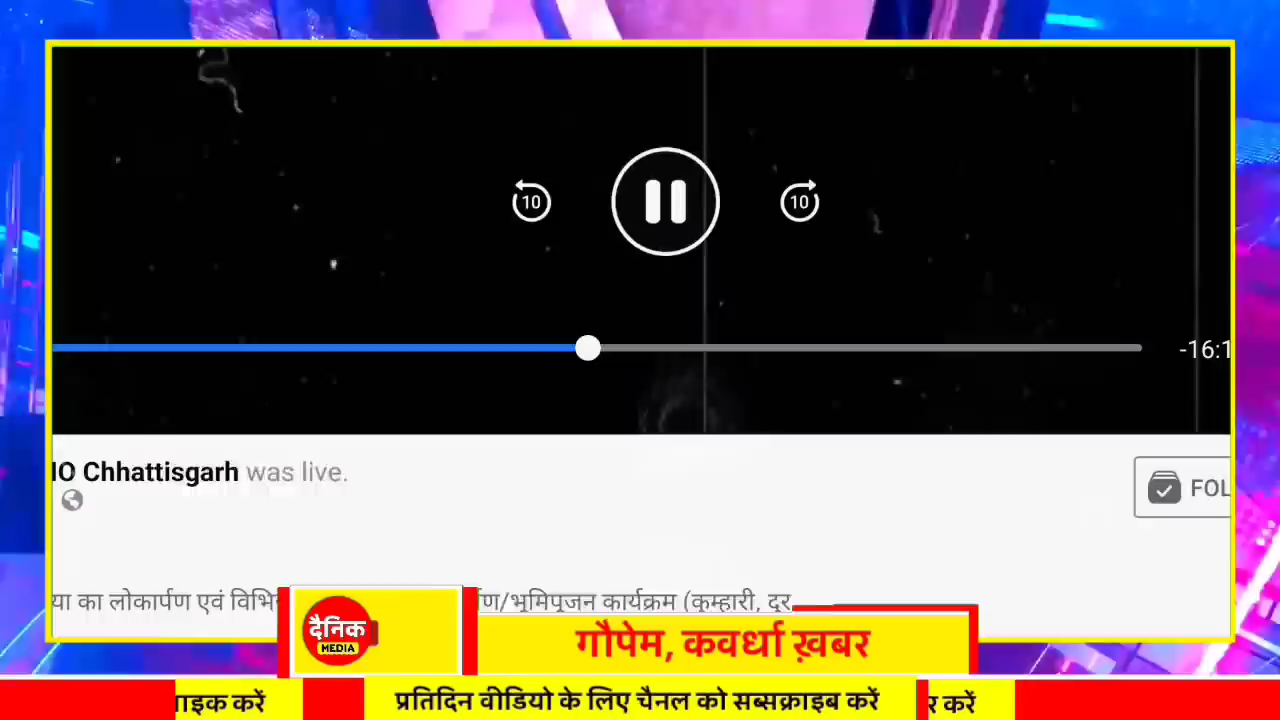 10
10
-16:1
IO Chhattisgarh was live.
FOL
या का लोकार्पण एवं विभि
र्पण/भूमिपूजन कार्यक्रम (कुम्हारी, दुर
दैनिक
MEDIA
गौपेम, कवर्धा ख़बर
ाइक करें
प्रतिदिन वीडियो के लिए चैनल को सब्सक्राइब करें
र करें